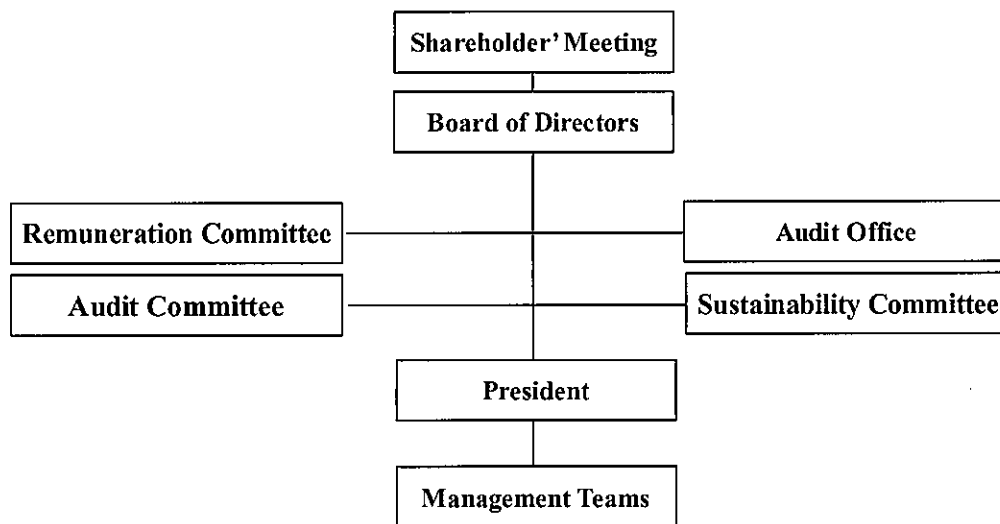 Shareholder’ Meeting
Board of Directors
Remuneration Committee
Audit Office
Audit Committee
Sustainability Committee
President
Management Teams